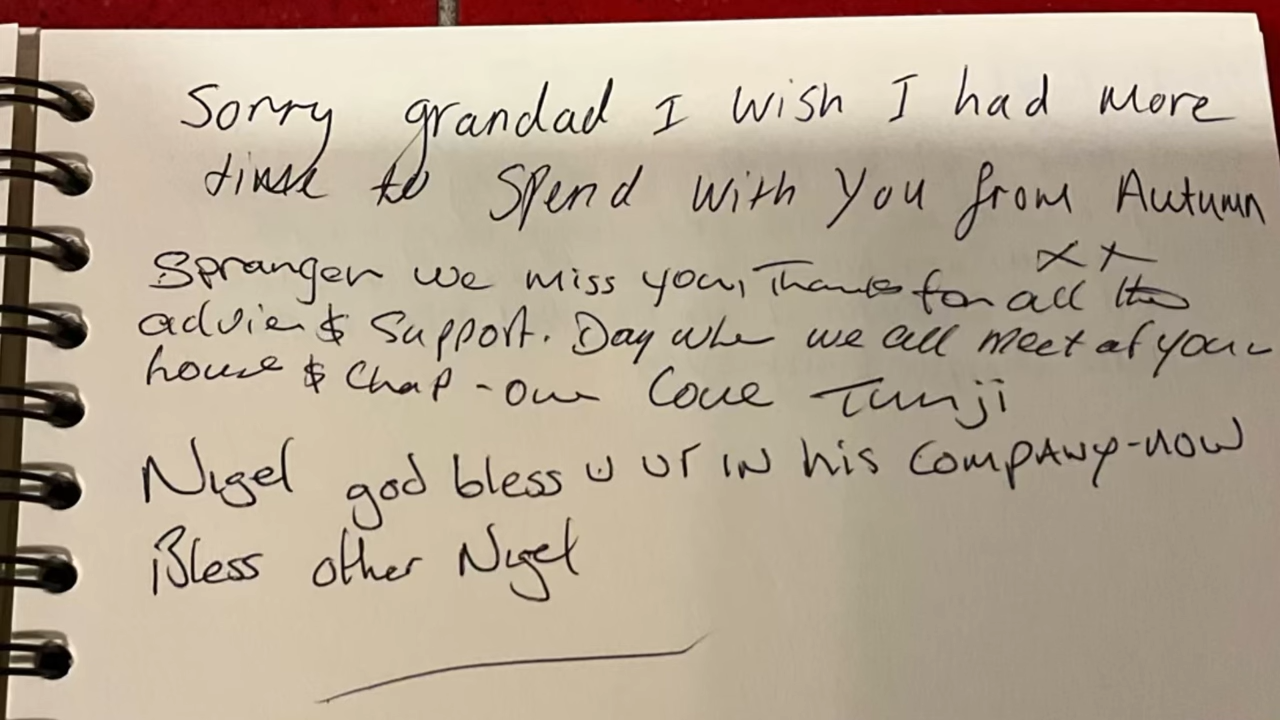 Sorry grandad I wish I had more
time to Spend with You from Autumn
xx
Spranger we miss you, Thanks for all the
advice & Support. Day when we all meet at your
house & Chap - our Love Tunji
Nigel god bless u ur in his company-now
Bless other Nigel